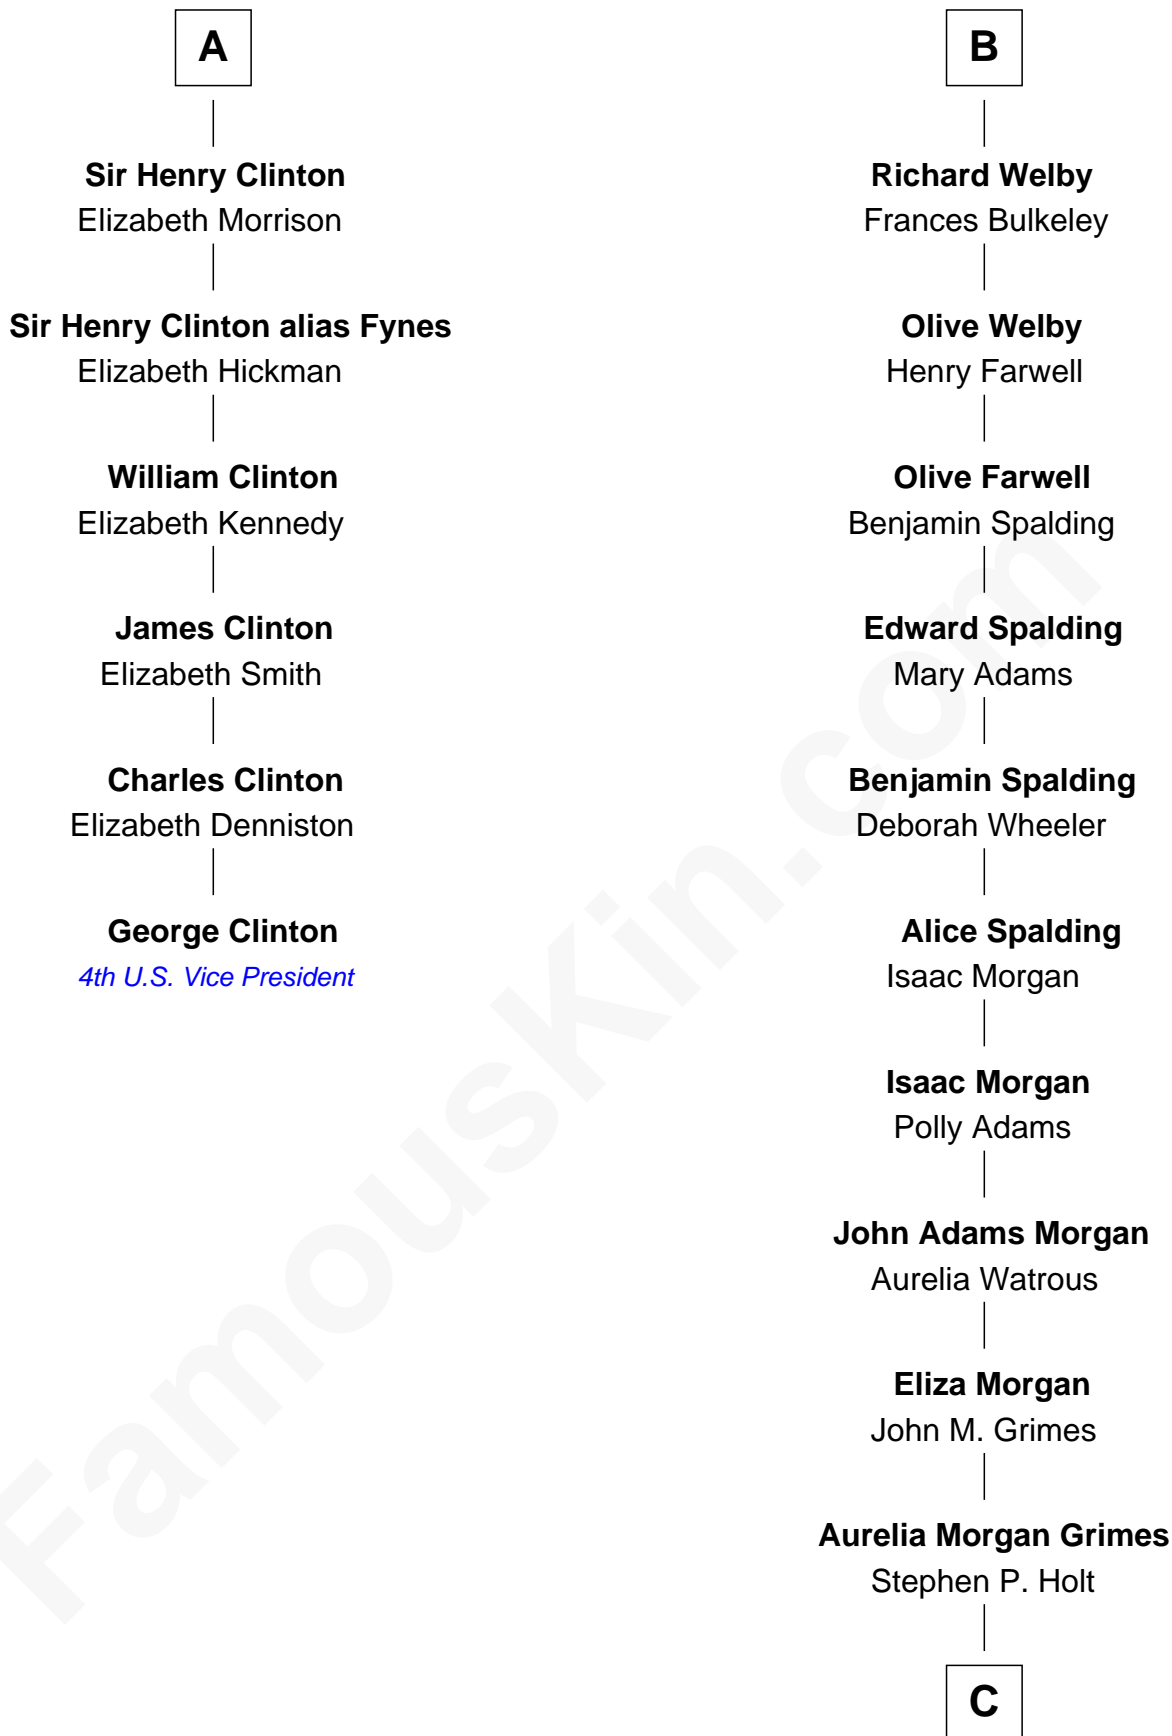 A
Sir Henry Clinton
Elizabeth Morrison
Sir Henry Clinton alias Fynes
Elizabeth Hickman
William Clinton
Elizabeth Kennedy
James Clinton
Elizabeth Smith
Charles Clinton
Elizabeth Denniston
George Clinton
4th U.S. Vice President
B
Richard Welby
Frances Bulkeley
Olive Welby
Henry Farwell
Olive Farwell
Benjamin Spalding
Edward Spalding
Mary Adams
Benjamin Spalding
Deborah Wheeler
Alice Spalding
Isaac Morgan
Isaac Morgan
Polly Adams
John Adams Morgan
Aurelia Watrous
Eliza Morgan
John M. Grimes
Aurelia Morgan Grimes
Stephen P. Holt
C
FamousKin.com